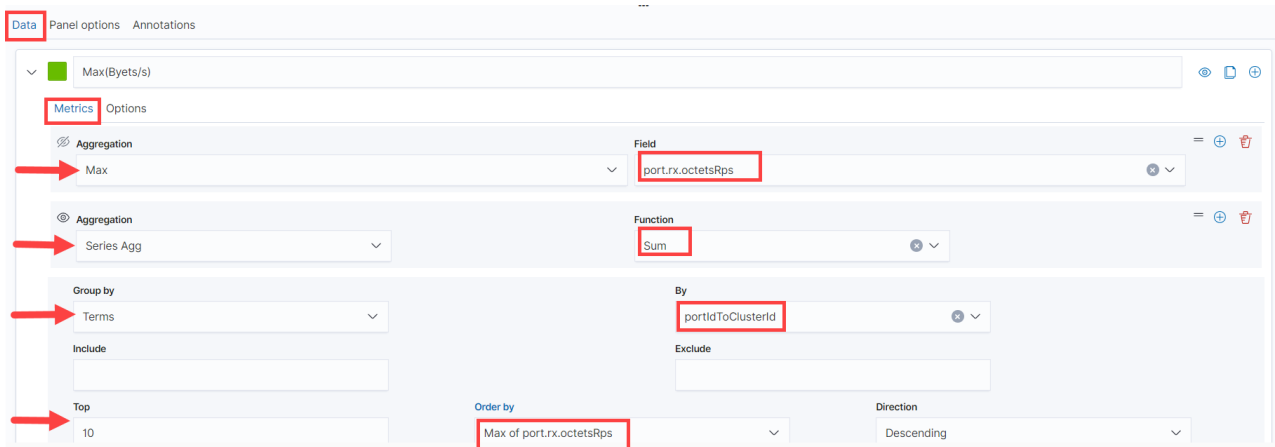 Data Panel options Annotations
Max(Byets/s)
Metrics Options
Aggregation Field
Max port.rx.octetsRps
Aggregation Function
Series Agg Sum
Group by By
Terms portIdToClusterId
Include Exclude
Top Order by Direction
10 Max of port.rx.octetsRps Descending